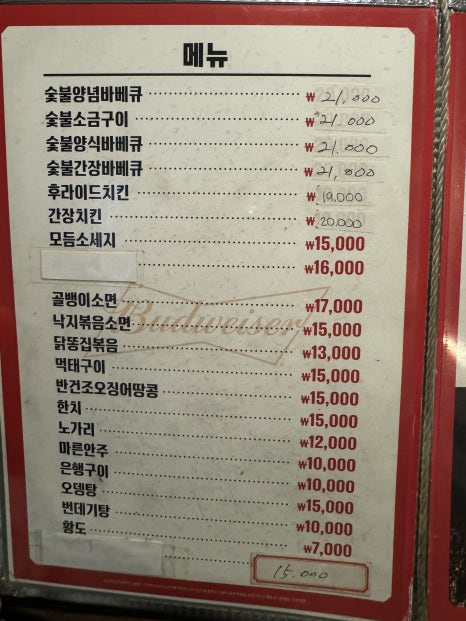 메뉴
숯불양념바베큐 ₩21,000
숯불소금구이 ₩21.000
숯불양식바베큐 ₩21.000
숯불간장바베큐 ₩21,000
후라이드치킨 ₩19,000
간장치킨 ₩20.000
모듬소세지 ₩15,000
₩16,000
골뱅이소면 ₩17,000
낙지볶음소면 ₩15,000
Budweiser
닭똥집볶음 ₩13,000
먹태구이 ₩15,000
반건조오징어땅콩 ₩15,000
한치 ₩15,000
노가리 ₩12,000
마른안주 ₩10,000
은행구이 ₩10,000
오뎅탕 ₩15,000
번데기탕 ₩10,000
황도 ₩7,000
15.000